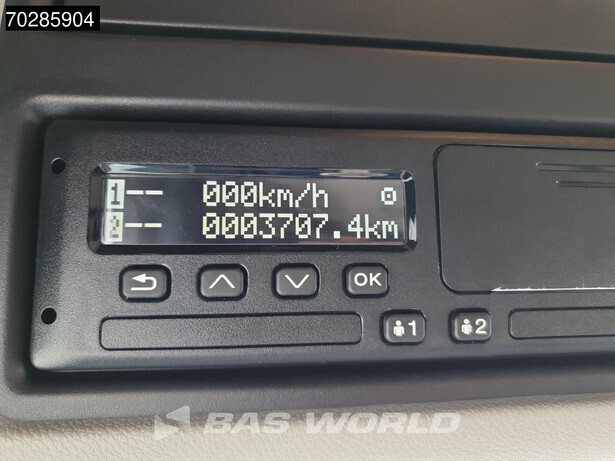 70285904
1-- 000km/h
2-- 0003707.4km
OK
1 2
BAS WORLD